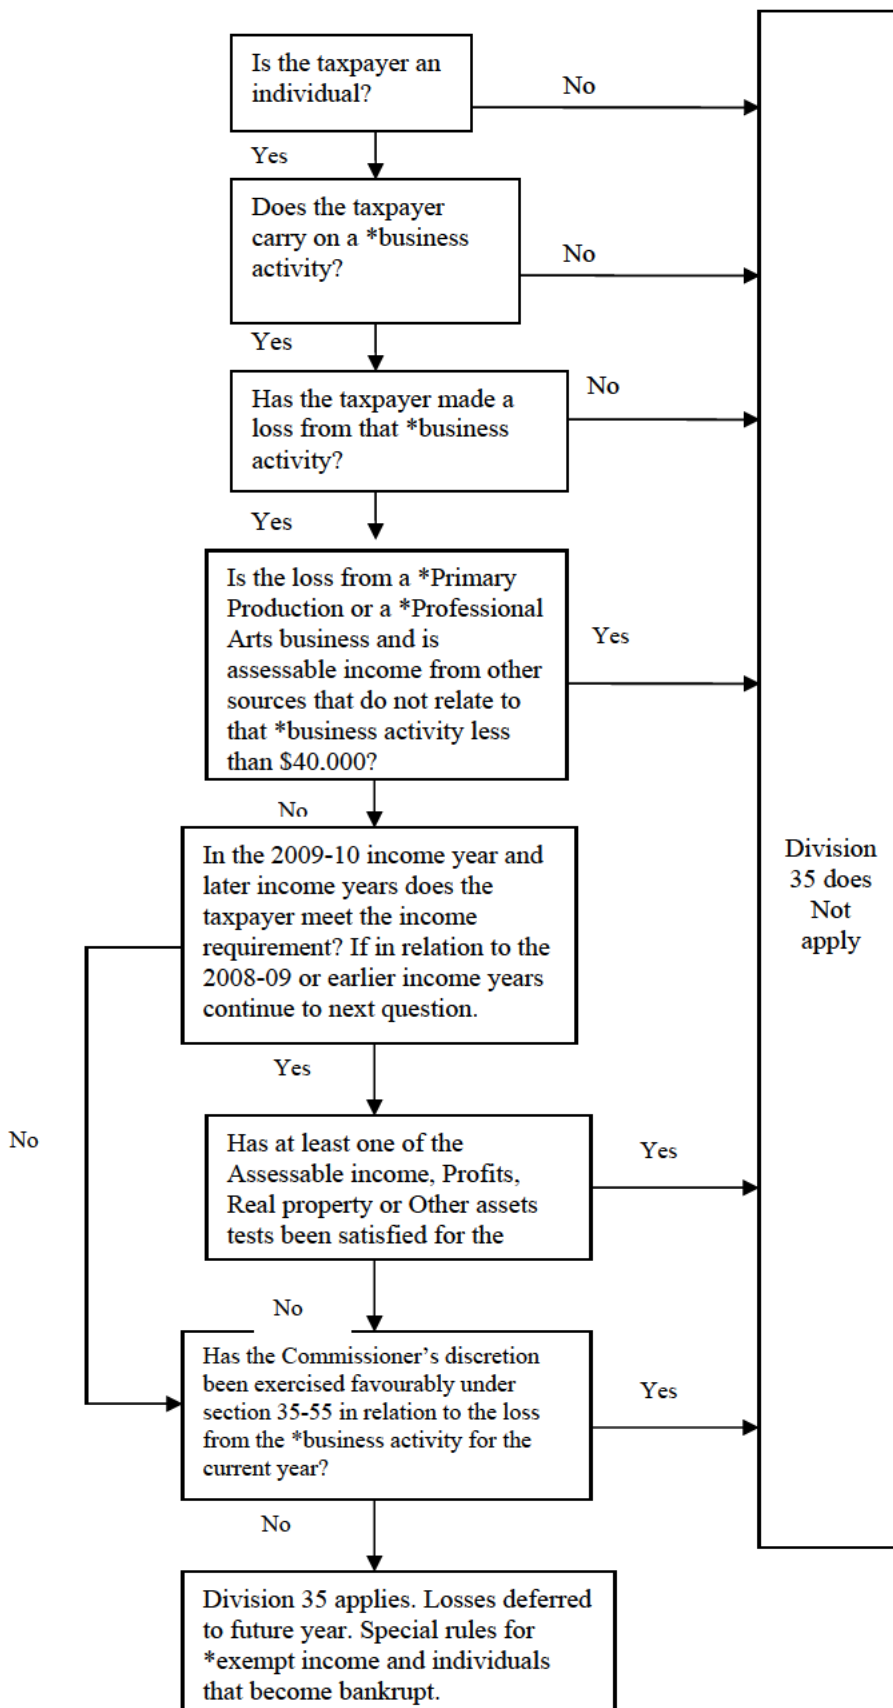 Is the taxpayer an
individual?
No
Yes
Does the taxpayer
carry on a *business
activity?
No
Yes
Has the taxpayer made a
loss from that *business
activity?
No
Yes
Is the loss from a *Primary
Production or a *Professional
Arts business and is
assessable income from other
sources that do not relate to
that *business activity less
than $40.000?
Yes
No
In the 2009-10 income year and
later income years does the
taxpayer meet the income
requirement? If in relation to the
2008-09 or earlier income years
continue to next question.
Division
35 does
Not
apply
Yes
No
Has at least one of the
Assessable income, Profits,
Real property or Other assets
tests been satisfied for the
Yes
No
Has the Commissioner's discretion
been exercised favourably under
section 35-55 in relation to the loss
from the *business activity for the
current year?
Yes
No
Division 35 applies. Losses deferred
to future year. Special rules for
*exempt income and individuals
that become bankrupt.